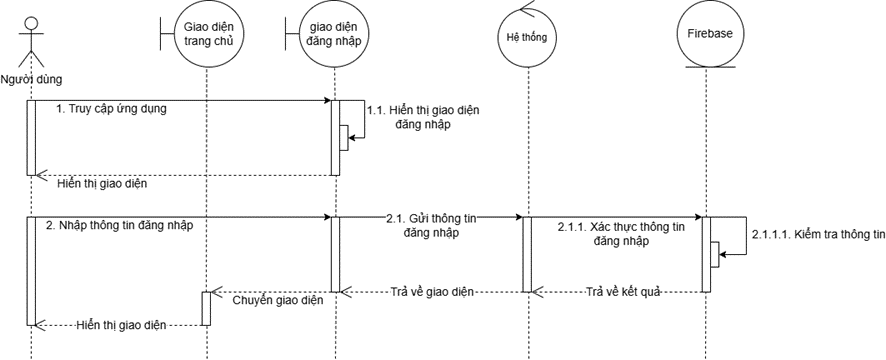 Giao diện
trang chủ
giao diện
đăng nhập
Hệ thống
Firebase
Người dùng
1. Truy cập ứng dụng
1.1. Hiển thị giao diện
đăng nhập
Hiển thị giao diện
2. Nhập thông tin đăng nhập
2.1. Gửi thông tin
đăng nhập
2.1.1. Xác thực thông tin
đăng nhập
2.1.1.1. Kiểm tra thông tin
Chuyển giao diện
Trả về giao diện
Trả về kết quả
Hiển thị giao diện